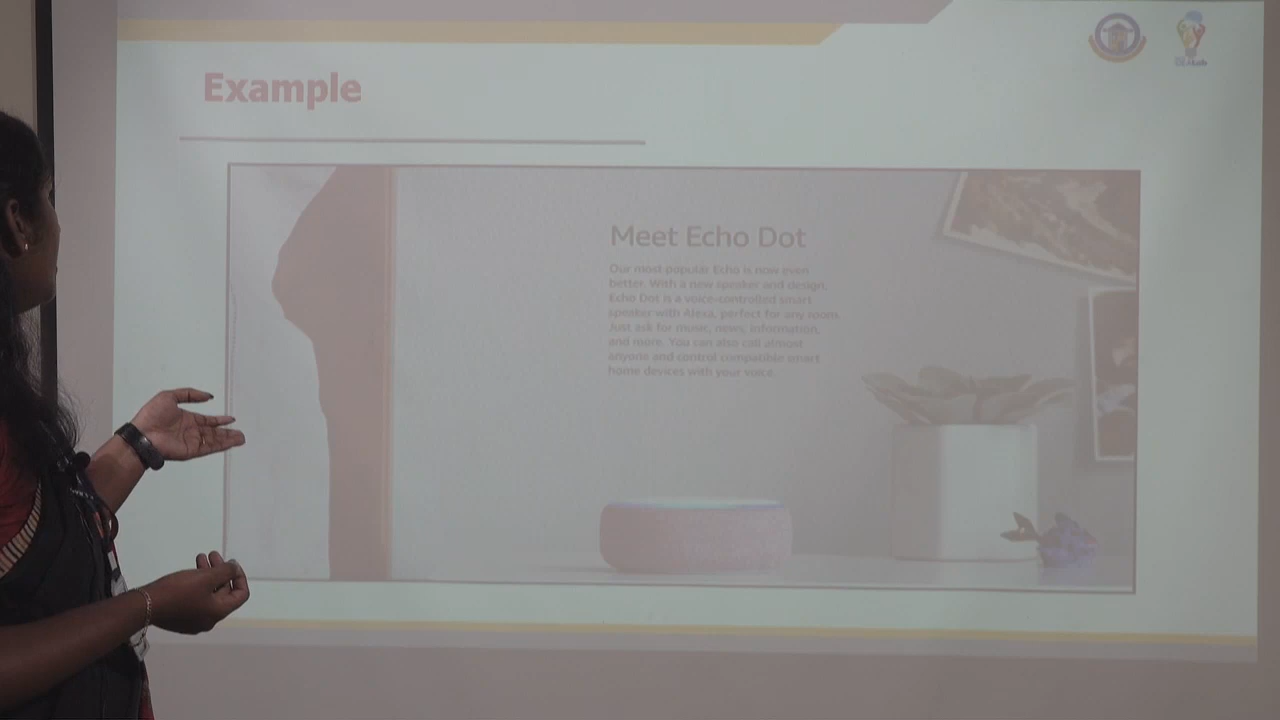 Example
Meet Echo Dot
Our most popular Echo is now even
better. With a new speaker and design,
Echo Dot is a voice-controlled smart
speaker with Alexa, perfect for any room.
Just ask for music, news, information,
and more. You can also call almost
anyone and control compatible smart
home devices with your voice.